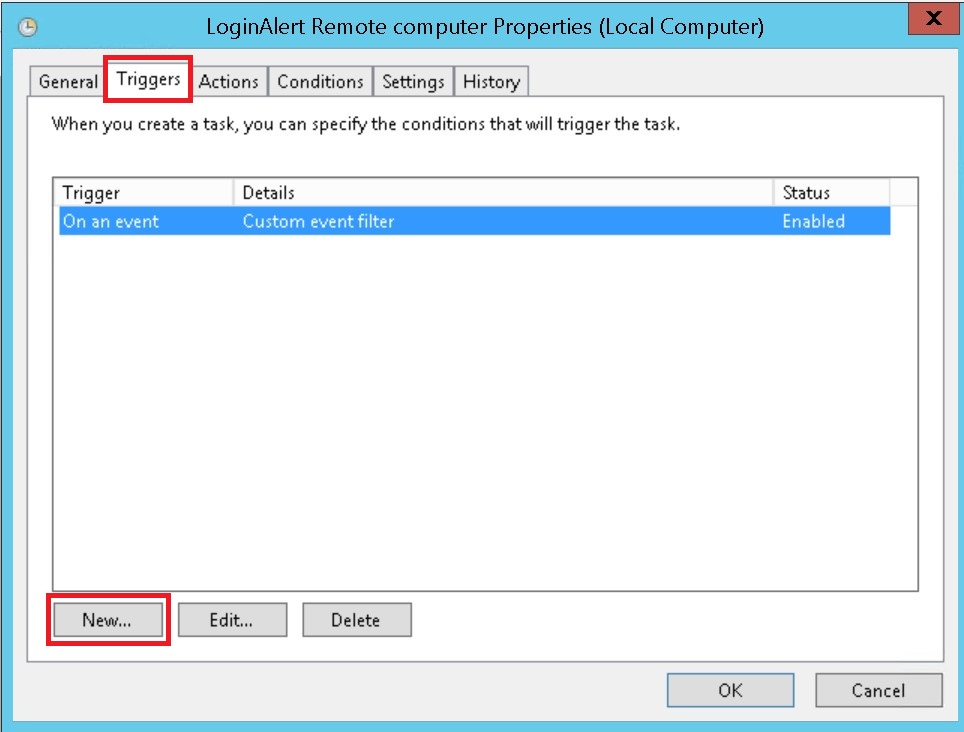 LoginAlert Remote computer Properties (Local Computer)
X
General Triggers Actions Conditions Settings History
When you create a task, you can specify the conditions that will trigger the task.
Trigger Details Status
On an event Custom event filter Enabled
New... Edit... Delete
OK Cancel